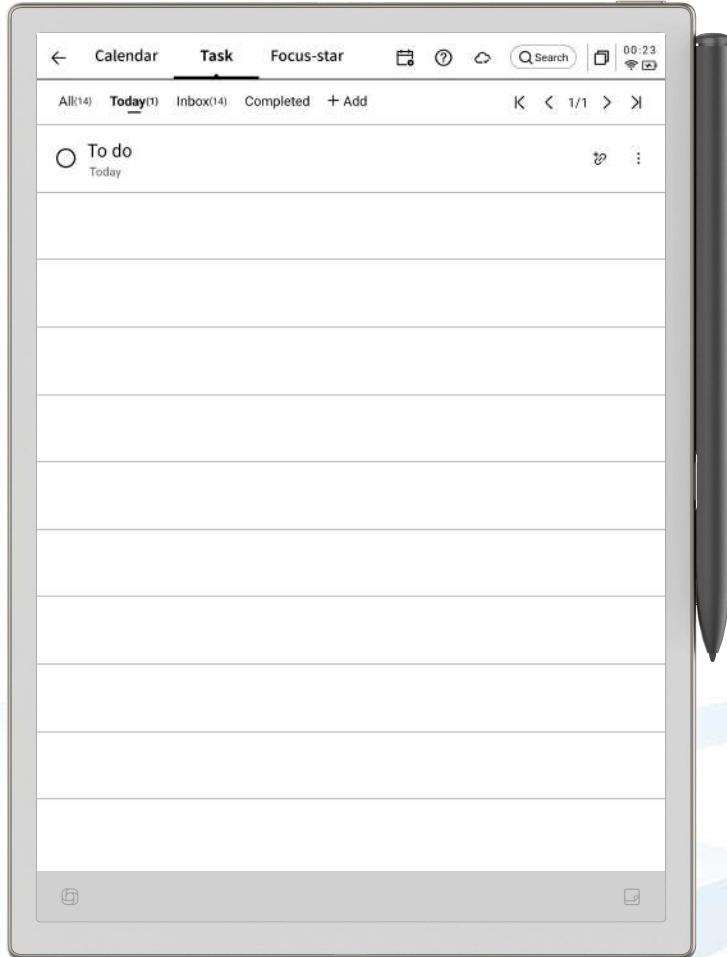 Calendar Task Focus-star Search 00:23
All(14) Today(1) Inbox(14) Completed + Add 1/1
To do
Today